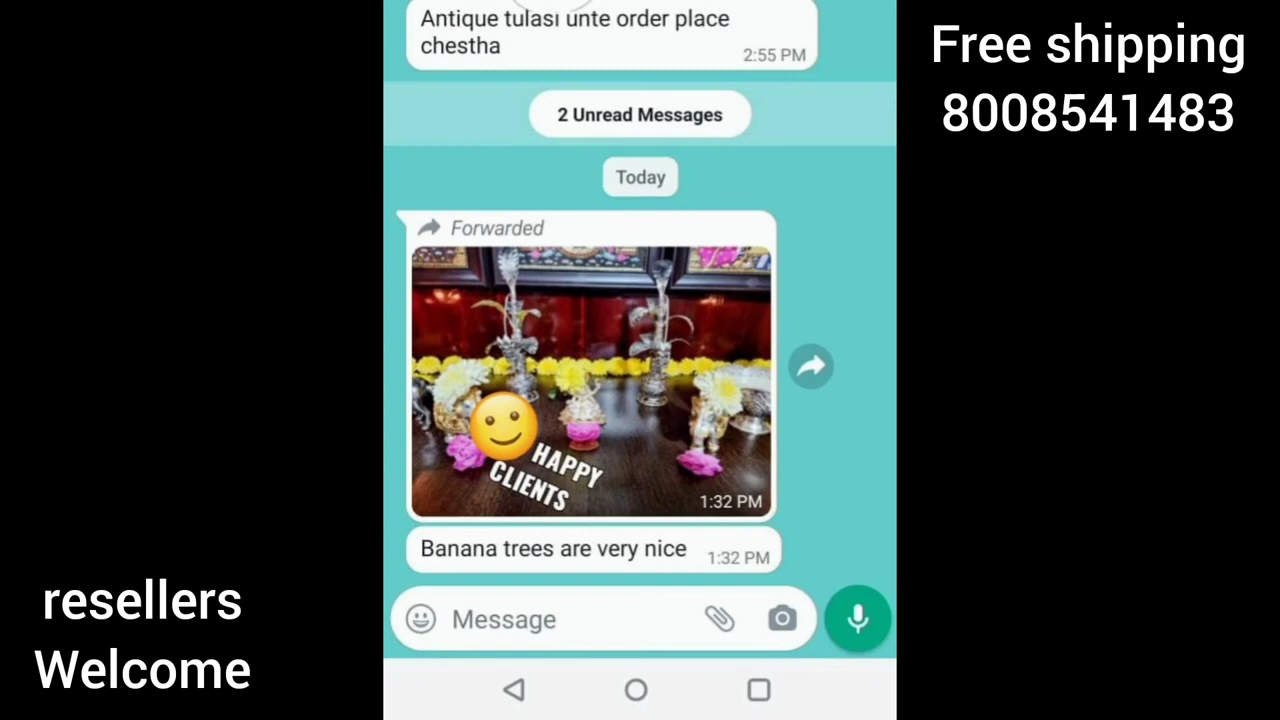 Antique tulasi unte order place
chestha
2:55 PM
Free shipping
8008541483
2 Unread Messages
Today
Forwarded
HAPPY
CLIENTS
1:32 PM
Banana trees are very nice
1:32 PM
Message
resellers
Welcome